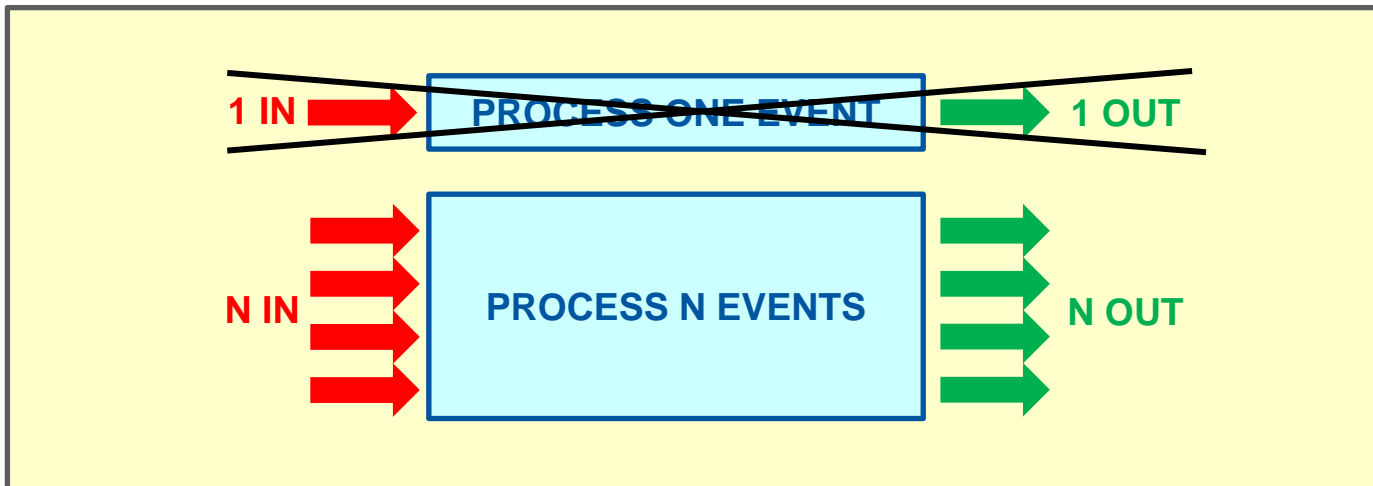 1 IN PROCESS ONE EVENT 1 OUT
N IN PROCESS N EVENTS N OUT